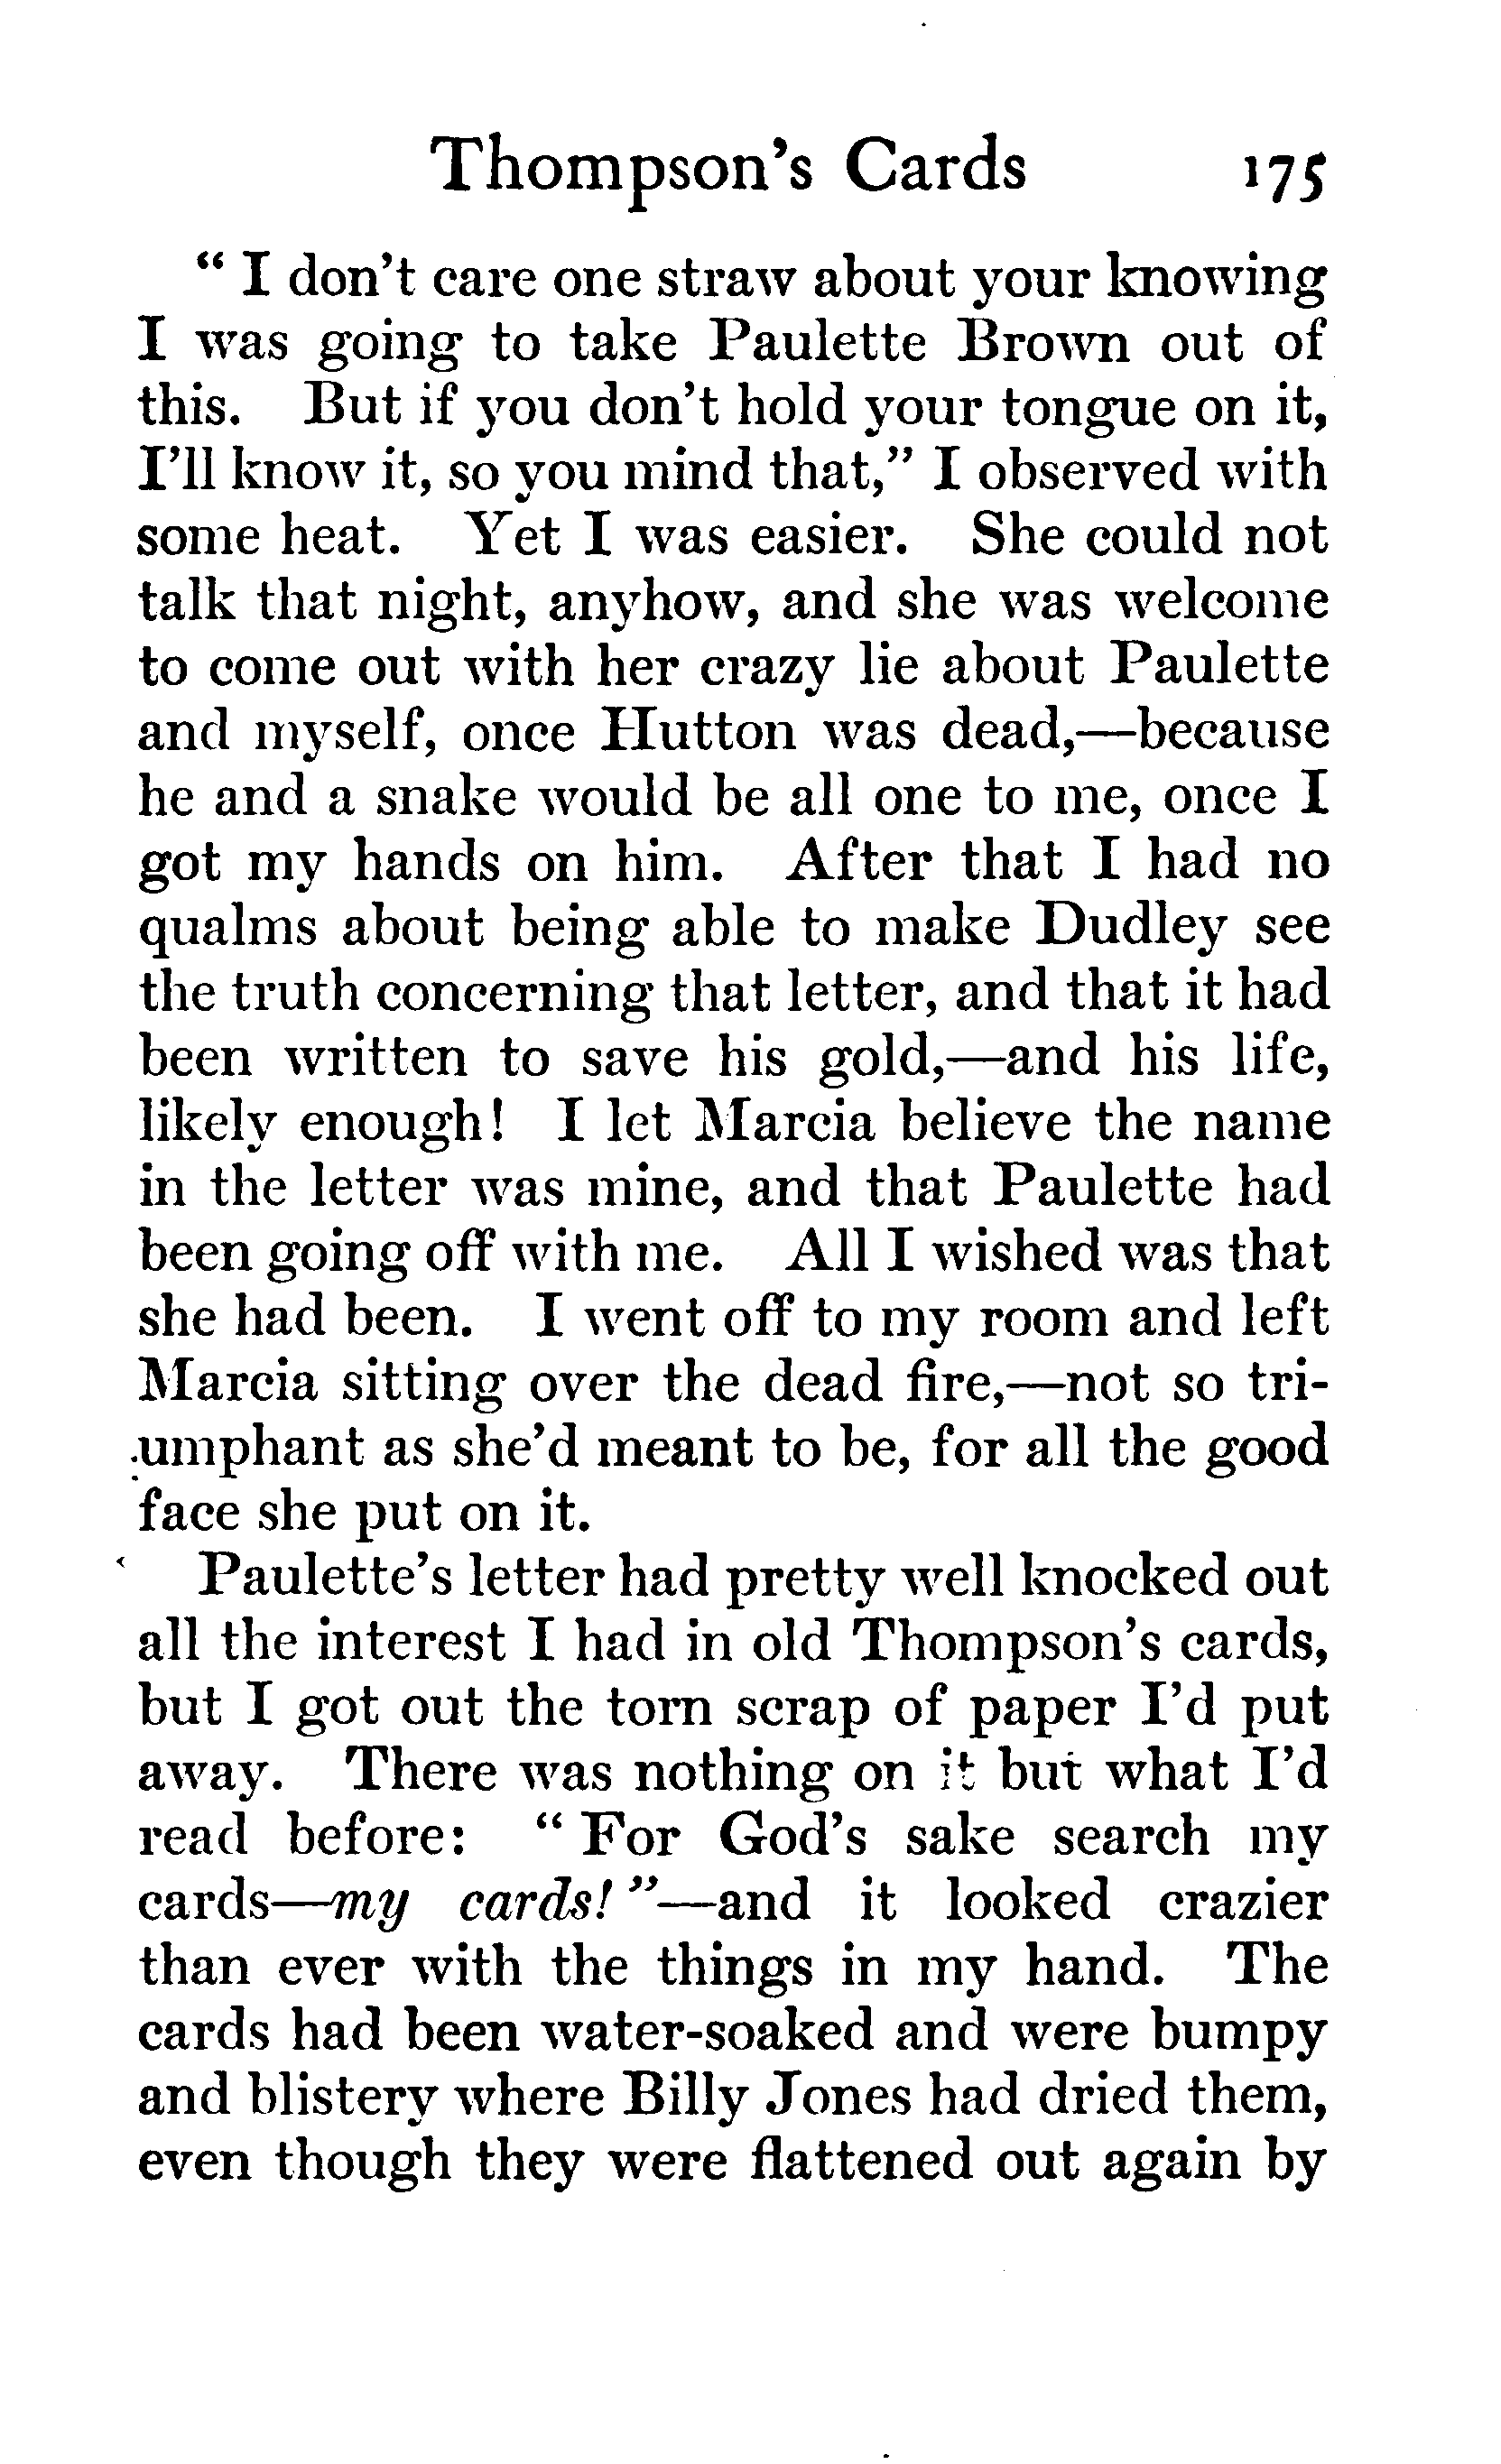 Thompson's Cards 175
" I don't care one straw about your knowing
I was going to take Paulette Brown out of
this. But if you don't hold your tongue on it,
I'll know it, so you mind that," I observed with
some heat. Yet I was easier. She could not
talk that night, anyhow, and she was welcome
to come out with her crazy lie about Paulette
and myself, once Hutton was dead,—because
he and a snake would be all one to me, once I
got my hands on him. After that I had no
qualms about being able to make Dudley see
the truth concerning that letter, and that it had
been written to save his gold,—and his life,
likely enough! I let Marcia believe the name
in the letter was mine, and that Paulette had
been going off with me. All I wished was that
she had been. I went off to my room and left
Marcia sitting over the dead fire,—not so tri-
umphant as she'd meant to be, for all the good
face she put on it.
Paulette's letter had pretty well knocked out
all the interest I had in old Thompson's cards,
but I got out the torn scrap of paper I'd put
away. There was nothing on it but what I'd
read before: " For God's sake search my
cards—my cards! "—and it looked crazier
than ever with the things in my hand. The
cards had been water-soaked and were bumpy
and blistery where Billy Jones had dried them,
even though they were flattened out again by